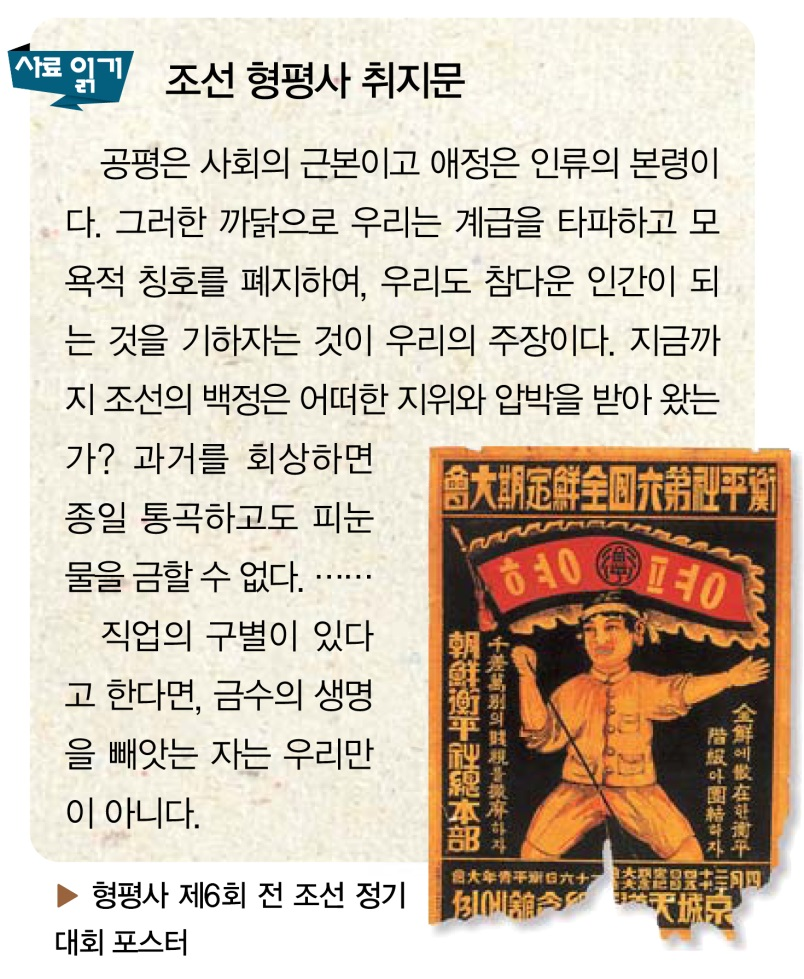 사료 읽기
조선 형평사 취지문
공평은 사회의 근본이고 애정은 인류의 본령이
다. 그러한 까닭으로 우리는 계급을 타파하고 모
욕적 칭호를 폐지하여, 우리도 참다운 인간이 되
는 것을 기하자는 것이 우리의 주장이다. 지금까
지 조선의 백정은 어떠한 지위와 압박을 받아 왔는
가? 과거를 회상하면
종일 통곡하고도 피눈
물을 금할 수 없다. ……
직업의 구별이 있다
고 한다면, 금수의 생명
을 빼앗는 자는 우리만
이 아니다.
會大期定鮮全回六第社平衡
ㅎㅕㅇ ㅍㅕㅇ
全鮮에散在한衡平
階級아團結하자
千差萬別의賤視를撤廢하자
朝鮮衡平社總本部
▶ 형평사 제6회 전 조선 정기
대회 포스터